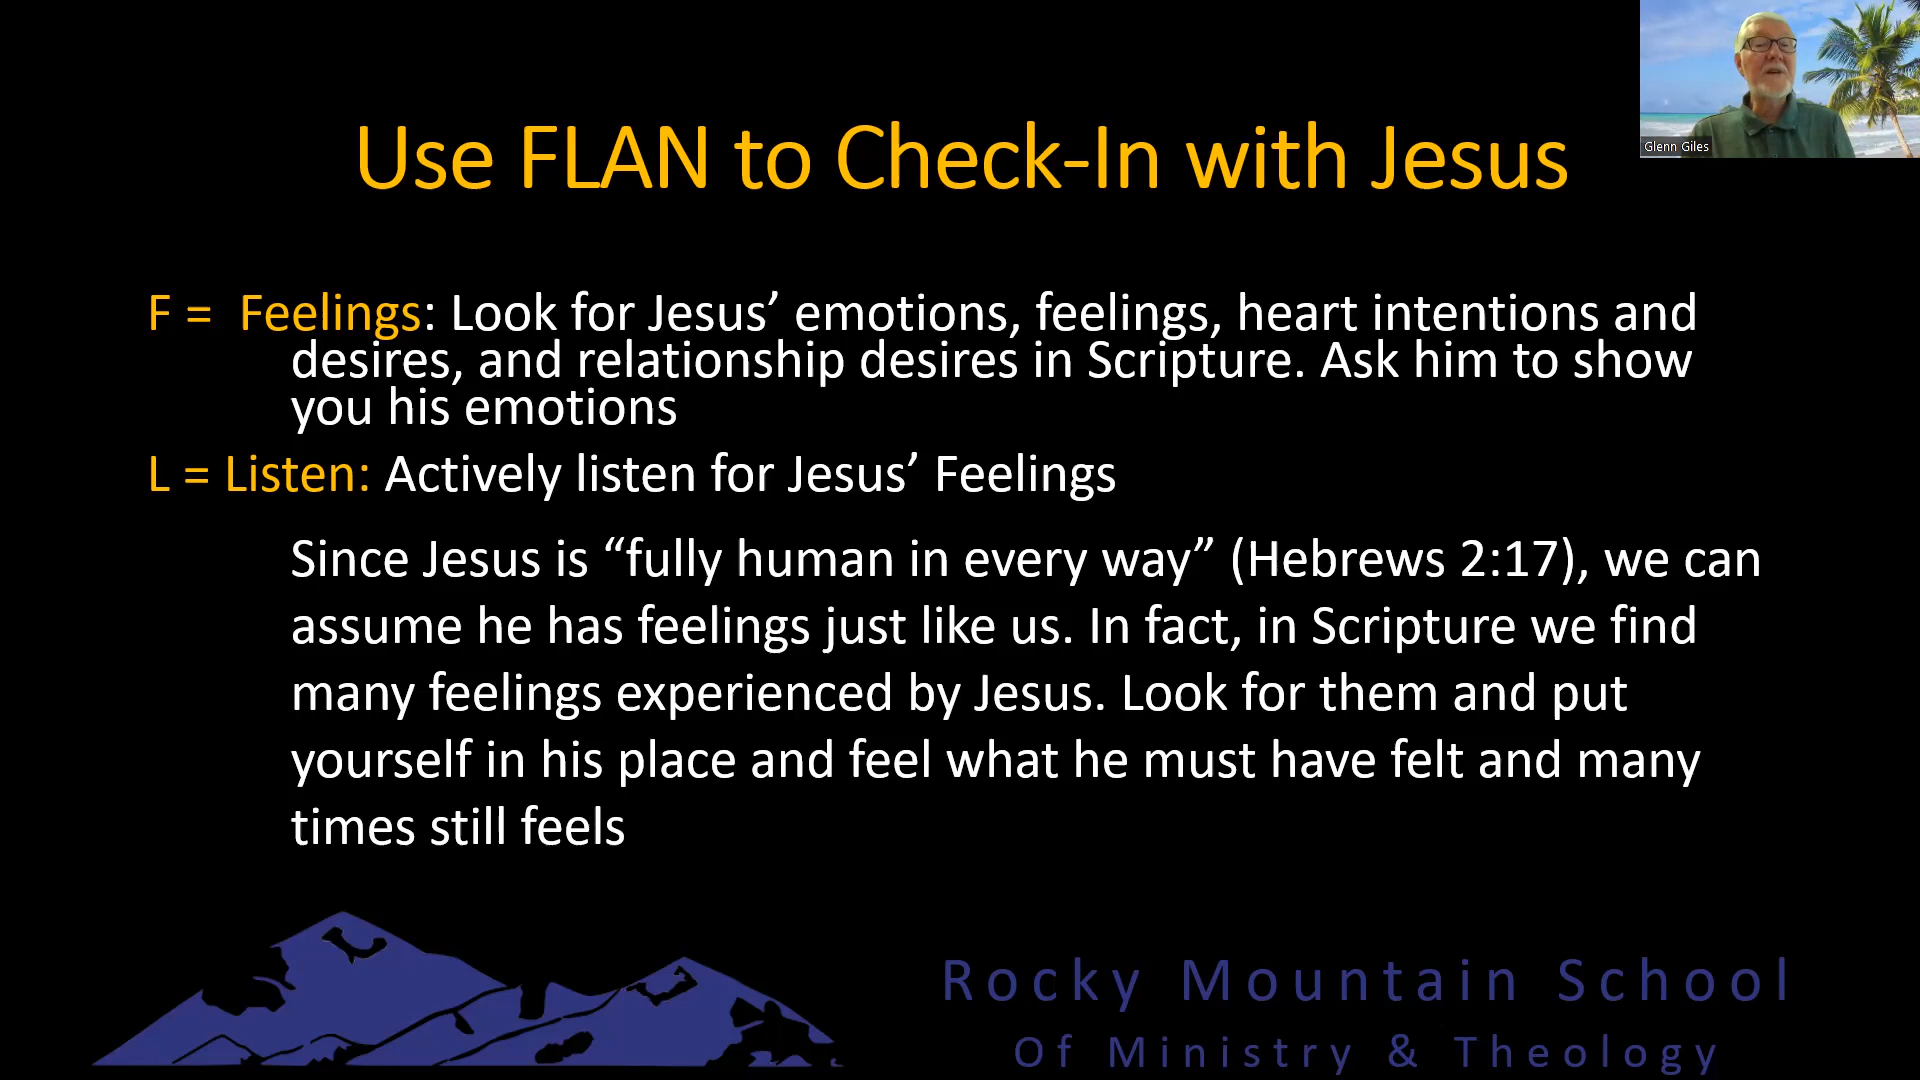 Use FLAN to Check-In with Jesus
Glenn Giles
F = Feelings: Look for Jesus’ emotions, feelings, heart intentions and
desires, and relationship desires in Scripture. Ask him to show
you his emotions
L = Listen: Actively listen for Jesus’ Feelings
Since Jesus is “fully human in every way” (Hebrews 2:17), we can
assume he has feelings just like us. In fact, in Scripture we find
many feelings experienced by Jesus. Look for them and put
yourself in his place and feel what he must have felt and many
times still feels
Rocky Mountain School
Of Ministry & Theology